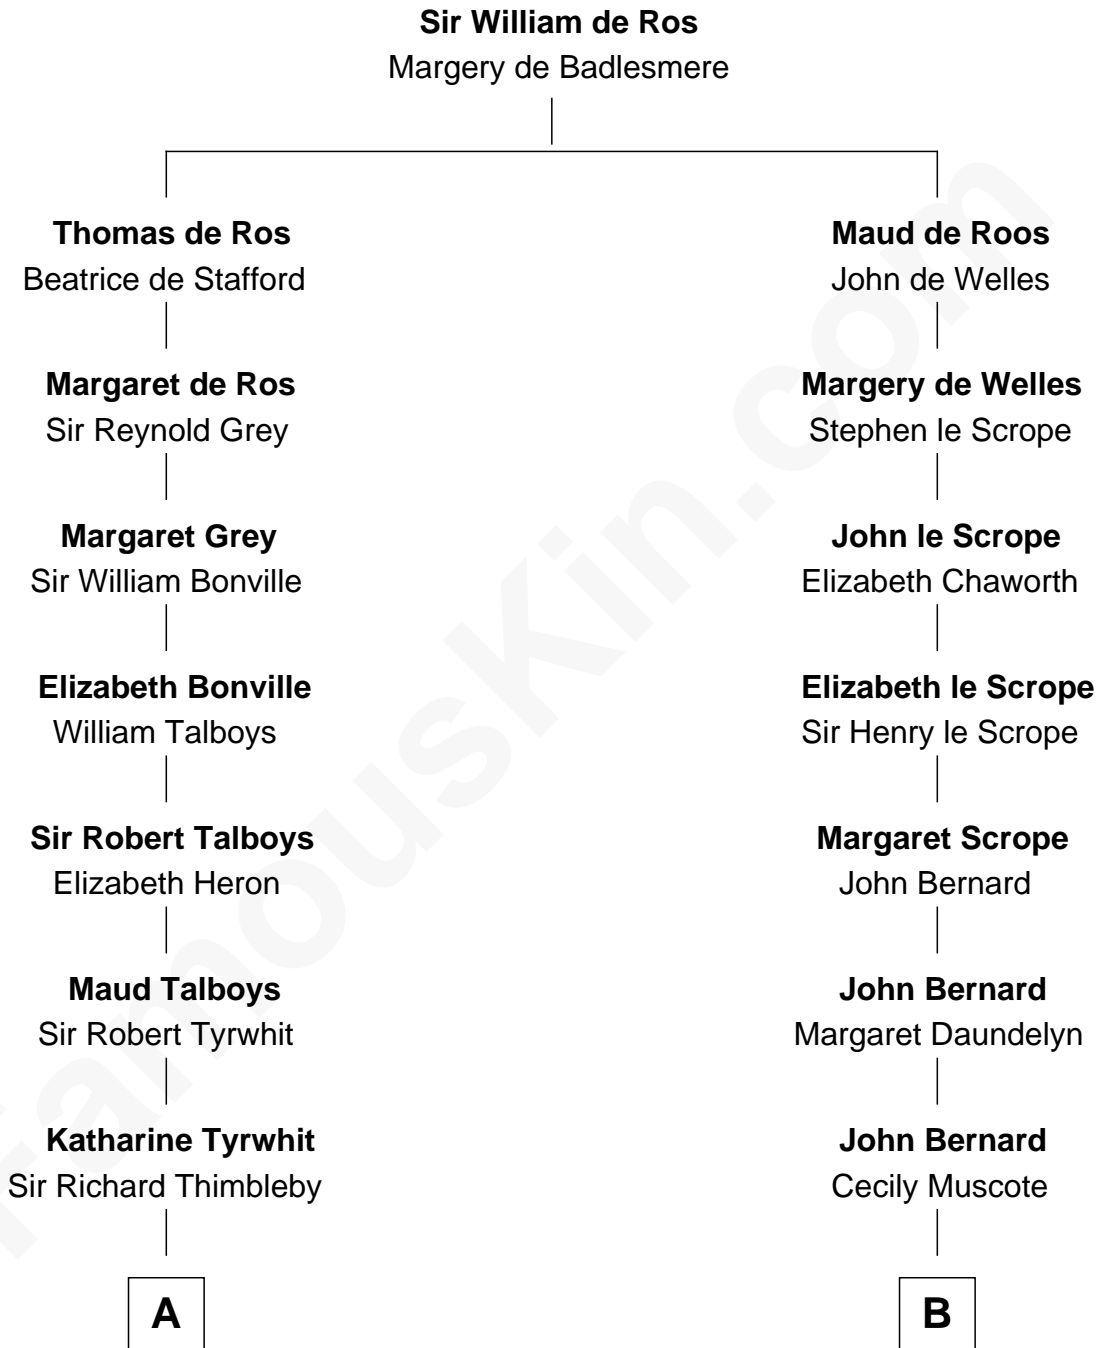 Sir William de Ros
Margery de Badlesmere
Thomas de Ros
Beatrice de Stafford
Margaret de Ros
Sir Reynold Grey
Margaret Grey
Sir William Bonville
Elizabeth Bonville
William Talboys
Sir Robert Talboys
Elizabeth Heron
Maud Talboys
Sir Robert Tyrwhit
Katharine Tyrwhit
Sir Richard Thimbleby
A
Maud de Roos
John de Welles
Margery de Welles
Stephen le Scrope
John le Scrope
Elizabeth Chaworth
Elizabeth le Scrope
Sir Henry le Scrope
Margaret Scrope
John Bernard
John Bernard
Margaret Daundelyn
John Bernard
Cecily Muscote
B
FamousKin.com